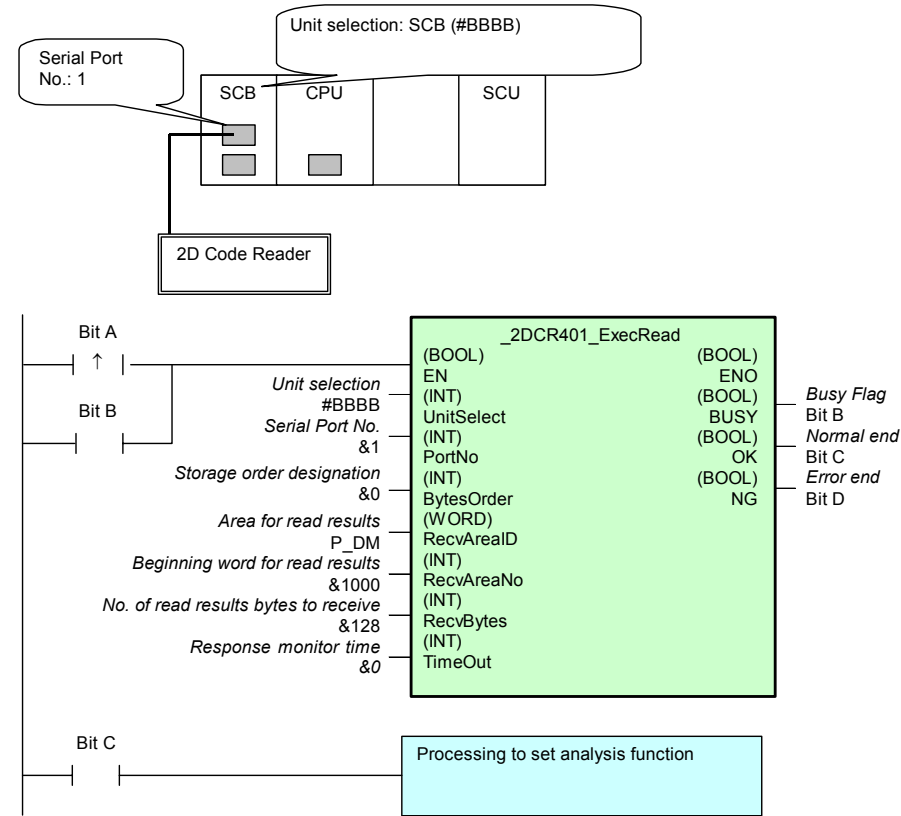 Unit selection: SCB (#BBBB)
Serial Port
No.: 1
SCB
CPU
SCU
2D Code Reader
Bit A
↑
Bit B
Unit selection
#BBBB
Serial Port No.
&1
Storage order designation
&0
Area for read results
P_DM
Beginning word for read results
&1000
No. of read results bytes to receive
&128
Response monitor time
&0
_2DCR401_ExecRead
(BOOL)
EN
(INT)
UnitSelect
(INT)
PortNo
(INT)
BytesOrder
(WORD)
RecvAreaID
(INT)
RecvAreaNo
(INT)
RecvBytes
(INT)
TimeOut
(BOOL)
ENO
(BOOL)
BUSY
(BOOL)
OK
(BOOL)
NG
Busy Flag
Bit B
Normal end
Bit C
Error end
Bit D
Bit C
Processing to set analysis function